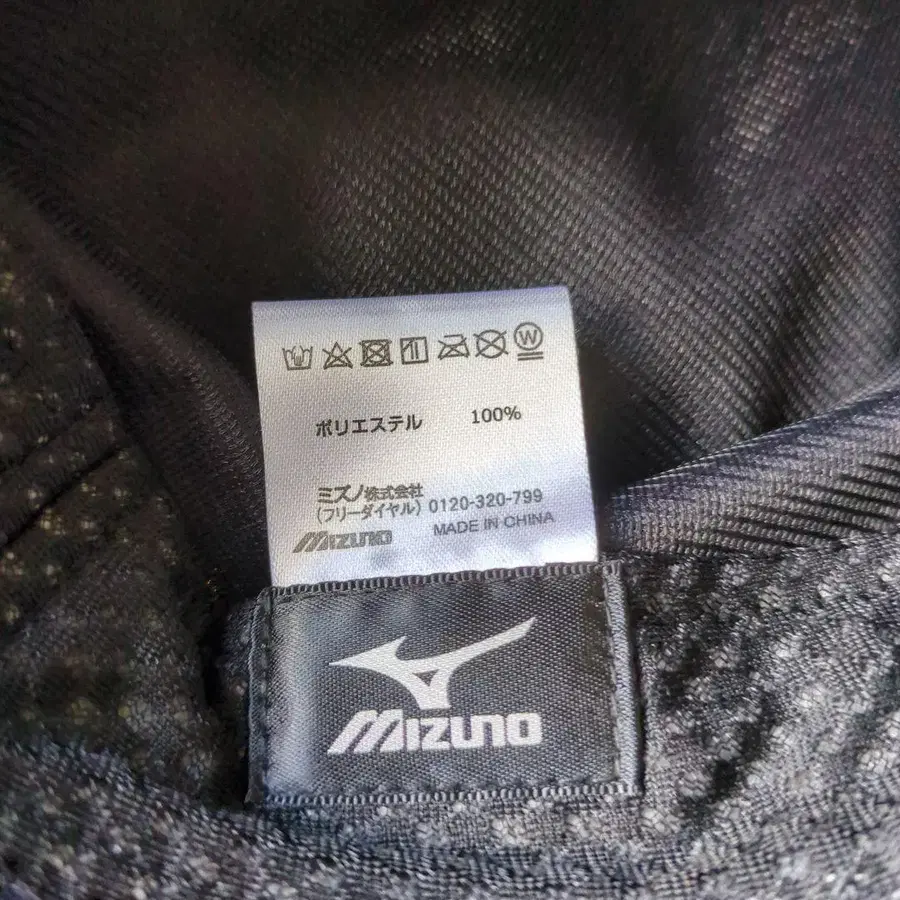 W
ポリエステル 100%
ミズノ株式会社
(フリーダイヤル) 0120-320-799
MIZUNO MADE IN CHINA
MIZUNO